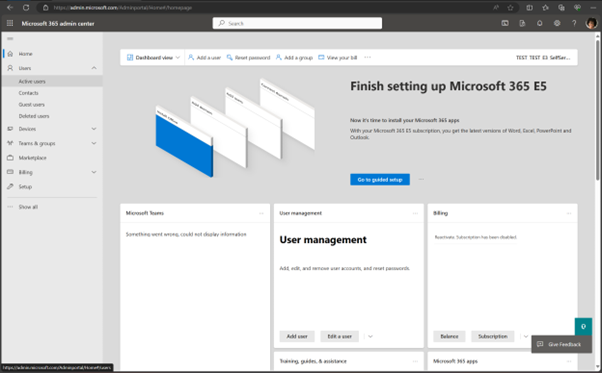 https://admin.microsoft.com/Adminportal/Home#/homepage
Microsoft 365 admin center
Search
Home
Users
Active users
Contacts
Guest users
Deleted users
Devices
Teams & groups
Marketplace
Billing
Setup
Show all
Dashboard view
Add a user
Reset password
Add a group
View your bill
TEST_TEST_E3_SelfSer...
Finish setting up Microsoft 365 E5
Now it's time to install your Microsoft 365 apps
With your Microsoft 365 E5 subscription, you get the latest versions of Word, Excel, PowerPoint and
Outlook.
Go to guided setup
Microsoft Teams
Something went wrong, could not display information
User management
User management
Add, edit, and remove user accounts, and reset passwords.
Add user
Edit a user
Billing
Reactivate: Subscription has been disabled.
Balance
Subscription
Training, guides, & assistance
Microsoft 365 apps
Give Feedback
https://admin.microsoft.com/Adminportal/Home#/users